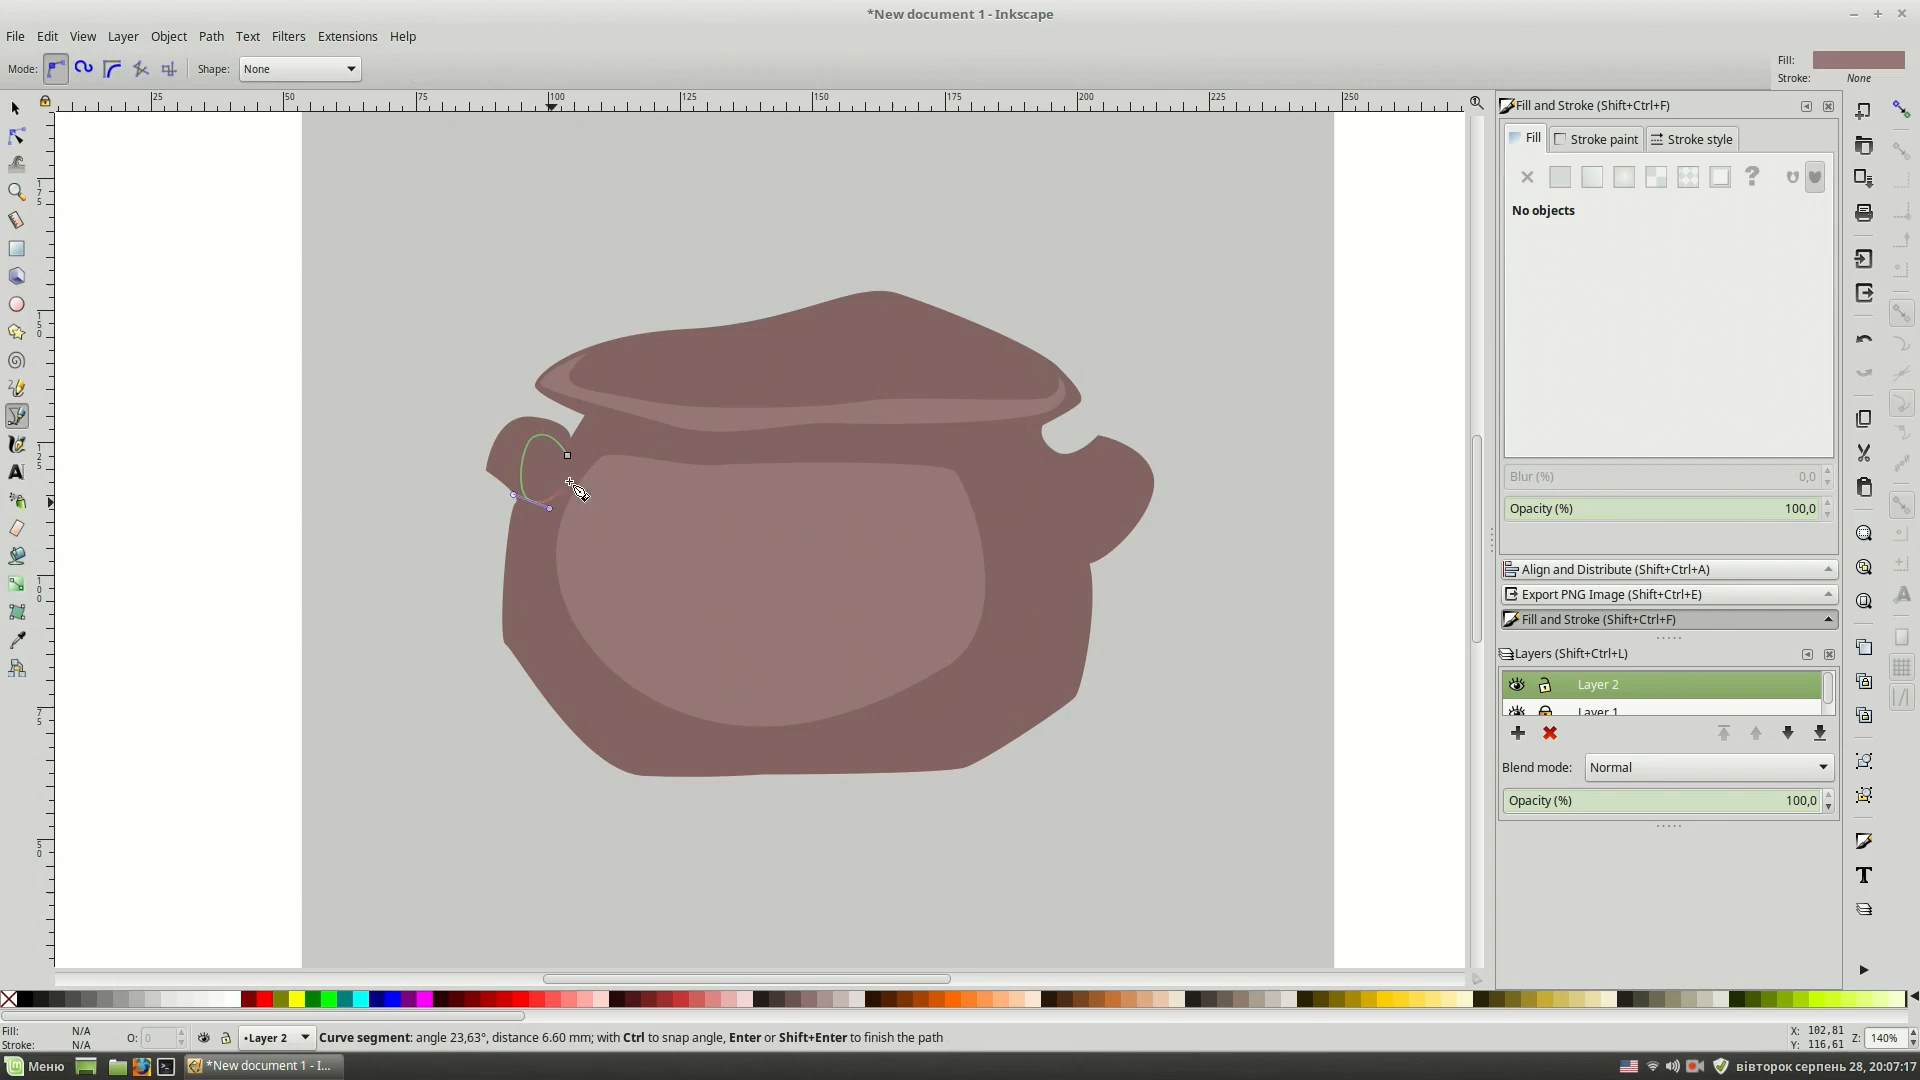 *New document 1 - Inkscape
File Edit View Layer Object Path Text Filters Extensions Help
Mode: Shape: None
Fill:
Stroke: None
25 50 75 100 125 150 175 200 225 250
175
150
125
100
75
50
Fill and Stroke (Shift+Ctrl+F)
Fill Stroke paint Stroke style
No objects
Blur (%) 0,0
Opacity (%) 100,0
Align and Distribute (Shift+Ctrl+A)
Export PNG Image (Shift+Ctrl+E)
Fill and Stroke (Shift+Ctrl+F)
Layers (Shift+Ctrl+L)
Layer 2
Layer 1
Blend mode: Normal
Opacity (%) 100,0
Fill: N/A
Stroke: N/A
O: 0
•Layer 2
Curve segment: angle 23,63°, distance 6.60 mm; with Ctrl to snap angle, Enter or Shift+Enter to finish the path
X: 102,81
Y: 116,61
Z: 140%
Меню *New document 1 - I... вівторок серпень 28, 20:07:17